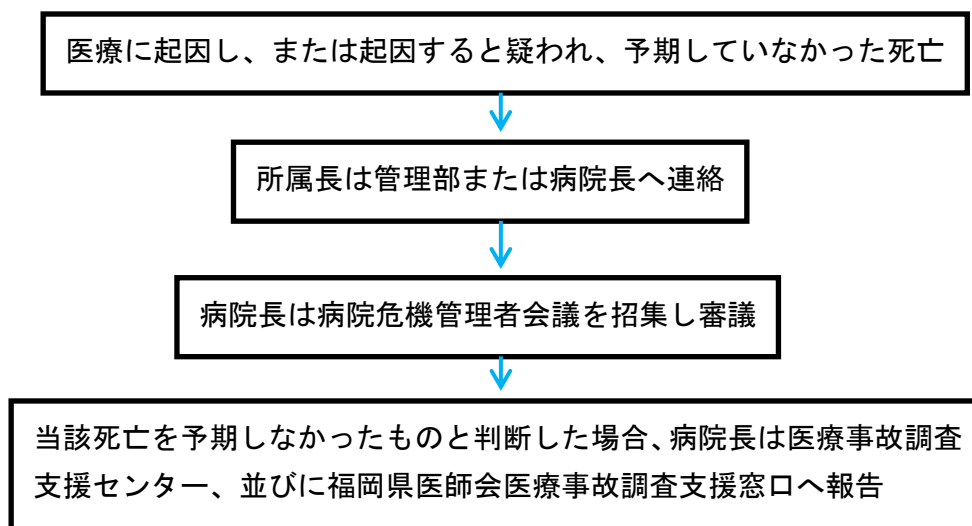 医療に起因し、または起因すると疑われ、予期していなかった死亡
所属長は管理部または病院長へ連絡
病院長は病院危機管理者会議を招集し審議
当該死亡を予期しなかったものと判断した場合、病院長は医療事故調査
支援センター、並びに福岡県医師会医療事故調査支援窓口へ報告